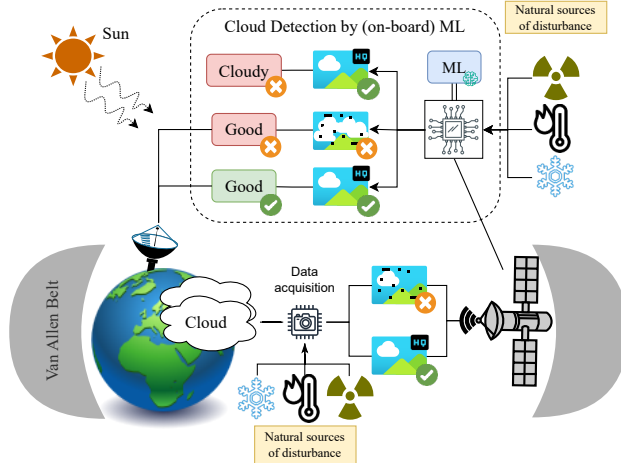 Cloud Detection by (on-board) ML
Natural sources
of disturbance
Sun
Cloudy
HQ
ML
Good
Good
HQ
Van Allen Belt
Cloud
Data
acquisition
HQ
Natural sources
of disturbance